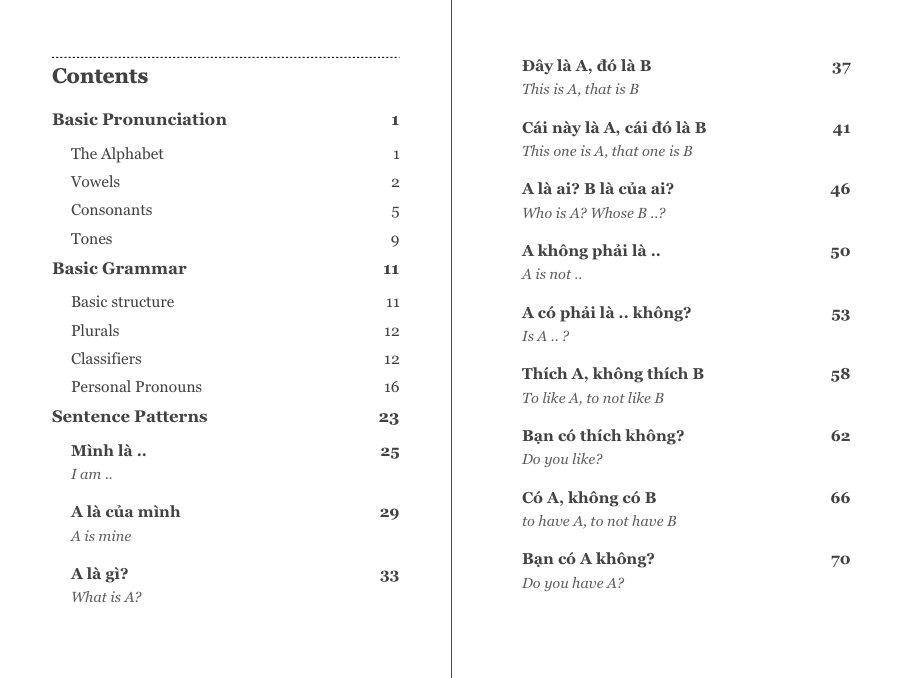 Contents
Basic Pronunciation 1
The Alphabet 1
Vowels 2
Consonants 5
Tones 9
Basic Grammar 11
Basic structure 11
Plurals 12
Classifiers 12
Personal Pronouns 16
Sentence Patterns 23
Mình là .. 25
I am ..
A là của mình 29
A is mine
A là gì? 33
What is A?
Đây là A, đó là B 37
This is A, that is B
Cái này là A, cái đó là B 41
This one is A, that one is B
A là ai? B là của ai? 46
Who is A? Whose B ..?
A không phải là .. 50
A is not ..
A có phải là .. không? 53
Is A .. ?
Thích A, không thích B 58
To like A, to not like B
Bạn có thích không? 62
Do you like?
Có A, không có B 66
to have A, to not have B
Bạn có A không? 70
Do you have A?